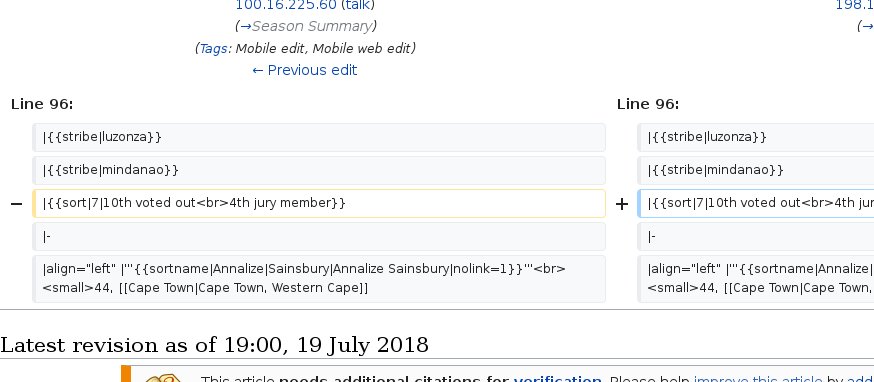 100.16.225.60 (talk)
198.1
(→Season Summary)
(→
(Tags: Mobile edit, Mobile web edit)
← Previous edit
Line 96:
Line 96:
|{{stribe|luzonza}}
|{{stribe|luzonza}}
|{{stribe|mindanao}}
|{{stribe|mindanao}}
− |{{sort|7|10th voted out<br>4th jury member}}
+ |{{sort|7|10th voted out<br>4th jur
|-
|-
|align="left" |'''{{sortname|Annalize|Sainsbury|Annalize Sainsbury|nolink=1}}'''<br>
<small>44, [[Cape Town|Cape Town, Western Cape]]
|align="left" |'''{{sortname|Annalize|
<small>44, [[Cape Town|Cape Town,
Latest revision as of 19:00, 19 July 2018
This article needs additional citations for verification. Please help improve this article by add